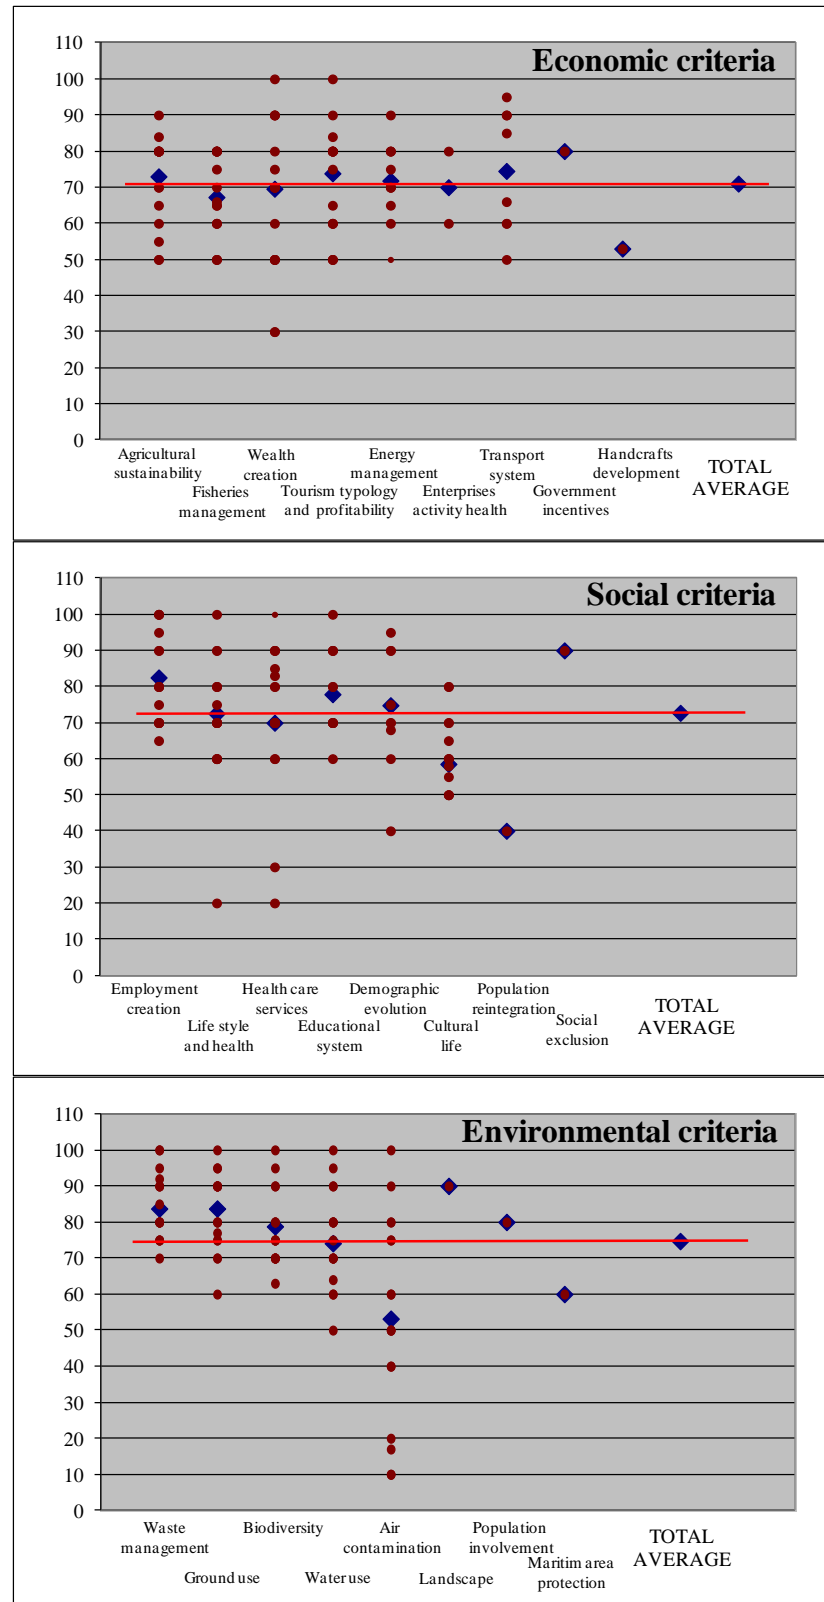 Economic criteria
110
100
90
80
70
60
50
40
30
20
10
0
Agricultural
sustainability
Fisheries
management
Wealth
creation
Tourism typology
and profitability
Energy
management
Enterprises
activity health
Transport
system
Government
incentives
Handcrafts
development
TOTAL
AVERAGE
Social criteria
110
100
90
80
70
60
50
40
30
20
10
0
Employment
creation
Life style
and health
Health care
services
Educational
system
Demographic
evolution
Cultural
life
Population
reintegration
Social
exclusion
TOTAL
AVERAGE
Environmental criteria
110
100
90
80
70
60
50
40
30
20
10
0
Waste
management
Ground use
Biodiversity
Water use
Air
contamination
Landscape
Population
involvement
Maritim area
protection
TOTAL
AVERAGE